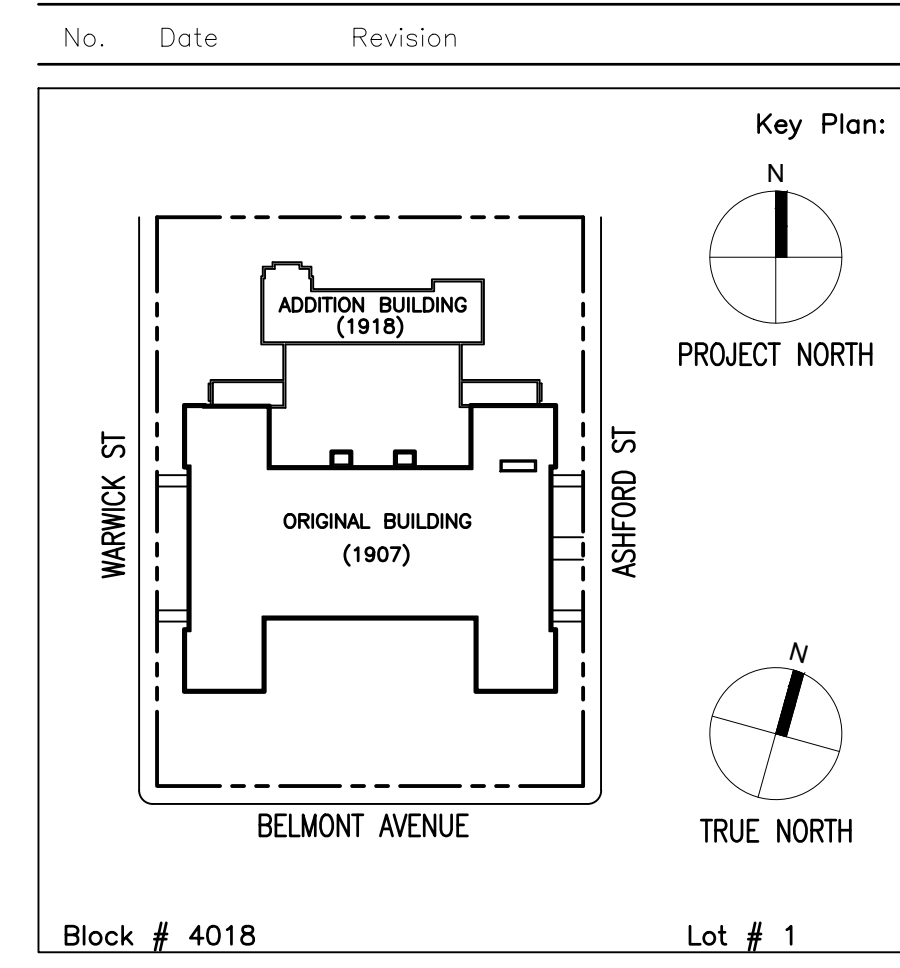 No. Date Revision
Key Plan:
N
PROJECT NORTH
ADDITION BUILDING
(1918)
WARWICK ST
ASHFORD ST
ORIGINAL BUILDING
(1907)
N
TRUE NORTH
BELMONT AVENUE
Block # 4018
Lot # 1